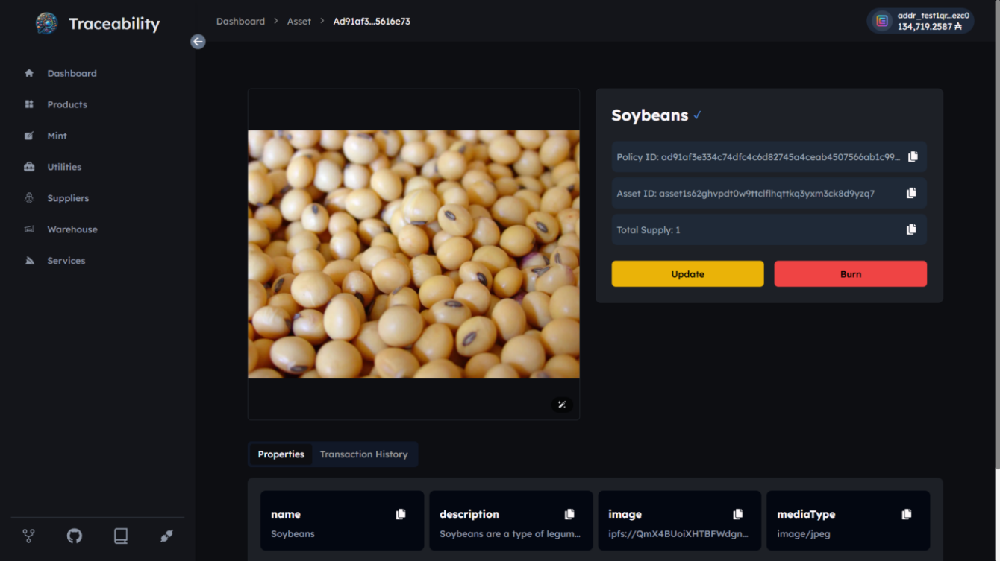 Traceability
Dashboard
Products
Mint
Utilities
Suppliers
Warehouse
Services
Dashboard > Asset > Ad91af3...5616e73
addr_test1qr...ezc0
134,719.2587 ₳
Soybeans ✓
Policy ID: ad91af3e334c74dfc4c6d82745a4ceab4507566ab1c99...
Asset ID: asset1s62ghvpdt0w9ttclflhqttkq3yxm3ck8d9yzq7
Total Supply: 1
Update
Burn
Properties
Transaction History
name
Soybeans
description
Soybeans are a type of legum...
image
ipfs://QmX4BUoiXHTBFWdgn...
mediaType
image/jpeg